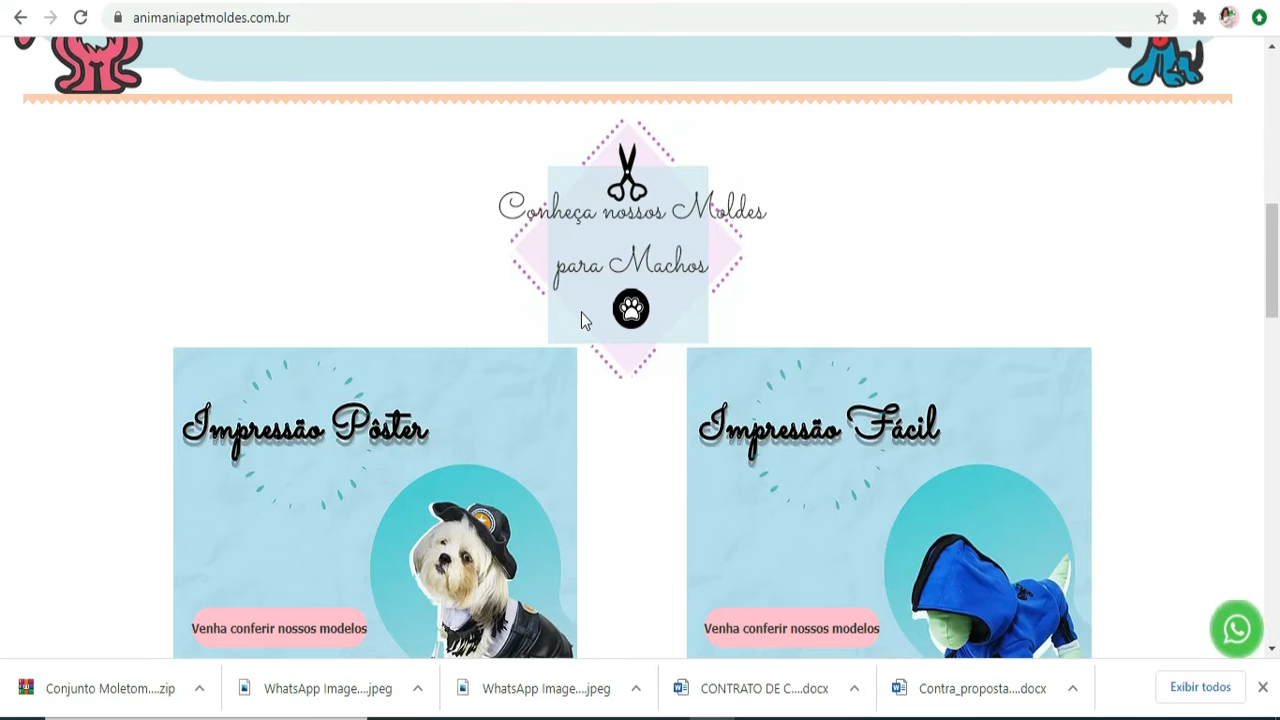 animaniapetmoldes.com.br
Conheça nossos Moldes
para Machos
Impressão Pôster
Impressão Fácil
Venha conferir nossos modelos
Venha conferir nossos modelos
Conjunto Moletom....zip
WhatsApp Image....jpeg
WhatsApp Image....jpeg
CONTRATO DE C....docx
Contra_proposta....docx
Exibir todos